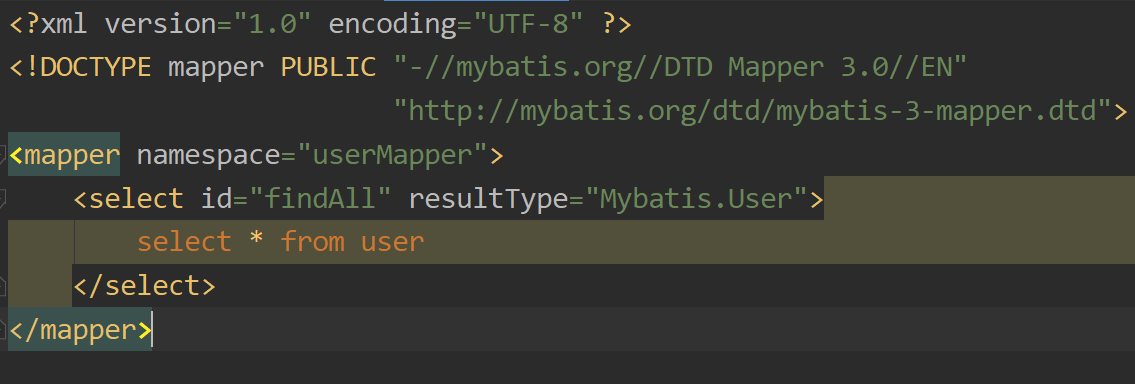 <?xml version="1.0" encoding="UTF-8" ?>
<!DOCTYPE mapper PUBLIC "-//mybatis.org//DTD Mapper 3.0//EN"
"http://mybatis.org/dtd/mybatis-3-mapper.dtd">
<mapper namespace="userMapper">
<select id="findAll" resultType="Mybatis.User">
select * from user
</select>
</mapper>